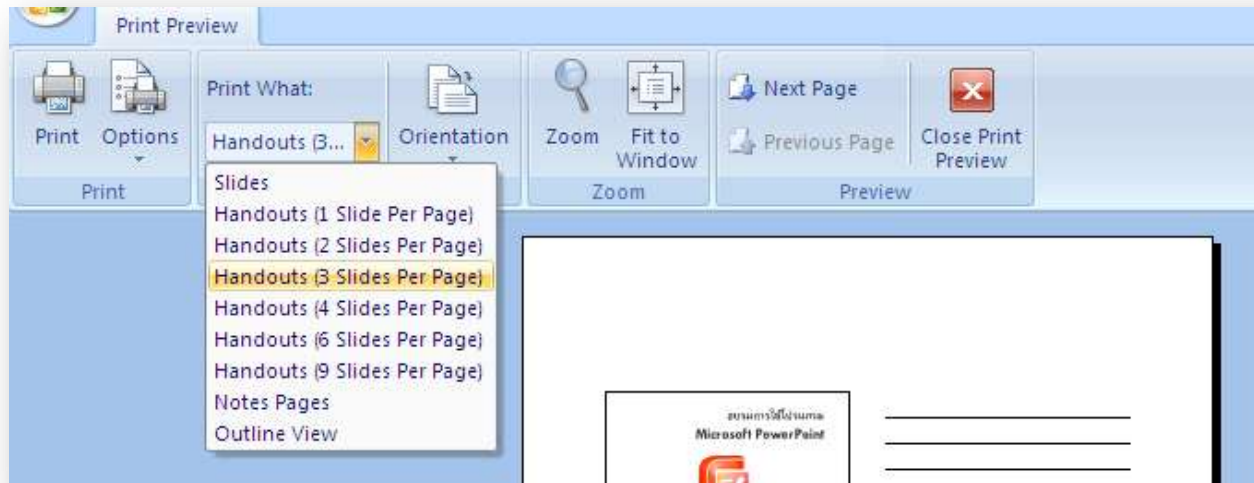 Print Preview
Print What:
Handouts (3...
Print
Options
Orientation
Zoom
Fit to
Window
Next Page
Previous Page
Close Print
Preview
Print
Zoom
Preview
Slides
Handouts (1 Slide Per Page)
Handouts (2 Slides Per Page)
Handouts (3 Slides Per Page)
Handouts (4 Slides Per Page)
Handouts (6 Slides Per Page)
Handouts (9 Slides Per Page)
Notes Pages
Outline View
Microsoft PowerPoint